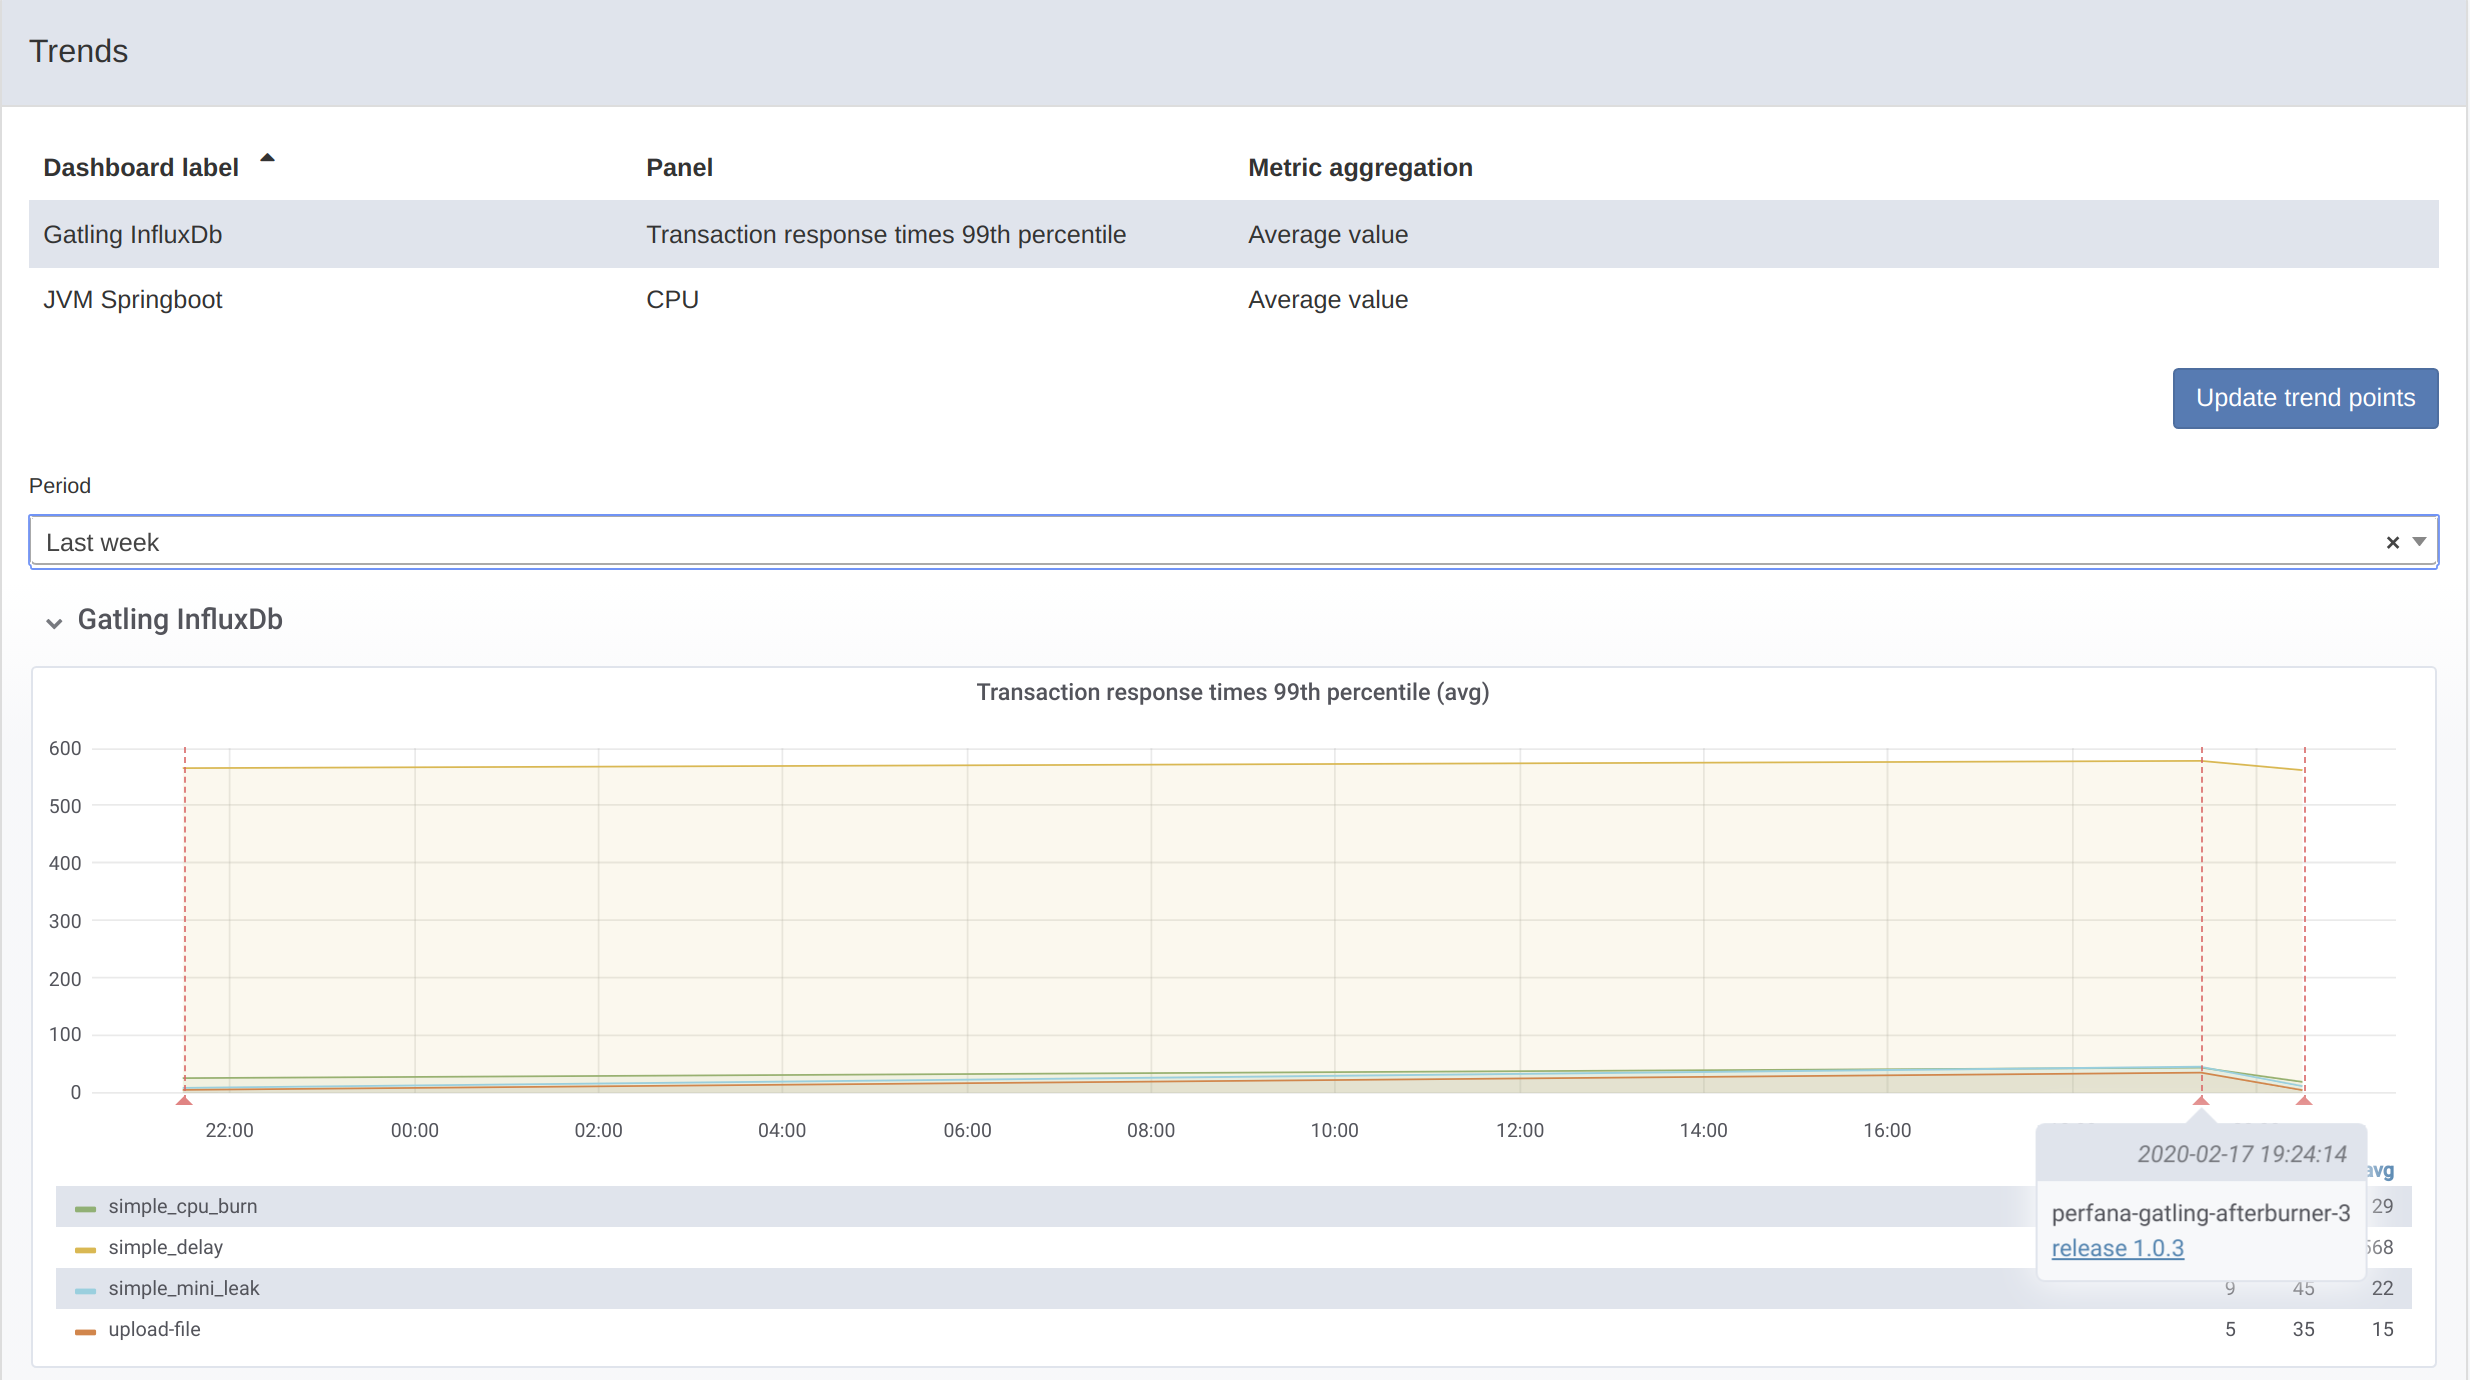 Trends
Dashboard label Panel Metric aggregation
Gatling InfluxDb Transaction response times 99th percentile Average value
JVM Springboot CPU Average value
Update trend points
Period
Last week
Gatling InfluxDb
Transaction response times 99th percentile (avg)
600
500
400
300
200
100
0
22:00 00:00 02:00 04:00 06:00 08:00 10:00 12:00 14:00 16:00
2020-02-17 19:24:14
perfana-gatling-afterburner-3
release 1.0.3
avg
simple_cpu_burn 29
simple_delay
simple_mini_leak 9 45 22
upload-file 5 35 15